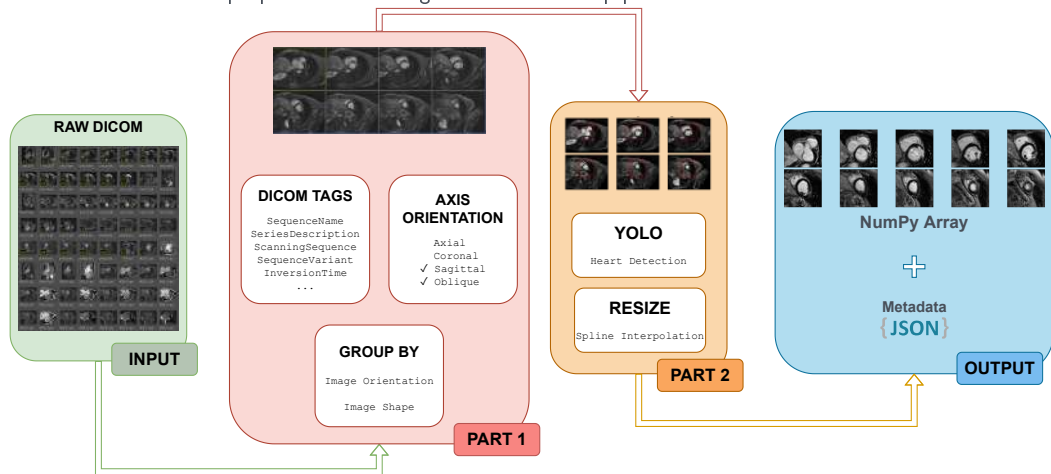 RAW DICOM
INPUT
DICOM TAGS
SequenceName
SeriesDescription
ScanningSequence
SequenceVariant
InversionTime
...
AXIS
ORIENTATION
Axial
Coronal
✓ Sagittal
✓ Oblique
GROUP BY
Image Orientation
Image Shape
PART 1
YOLO
Heart Detection
RESIZE
Spline Interpolation
PART 2
NumPy Array
+
Metadata
{JSON}
OUTPUT